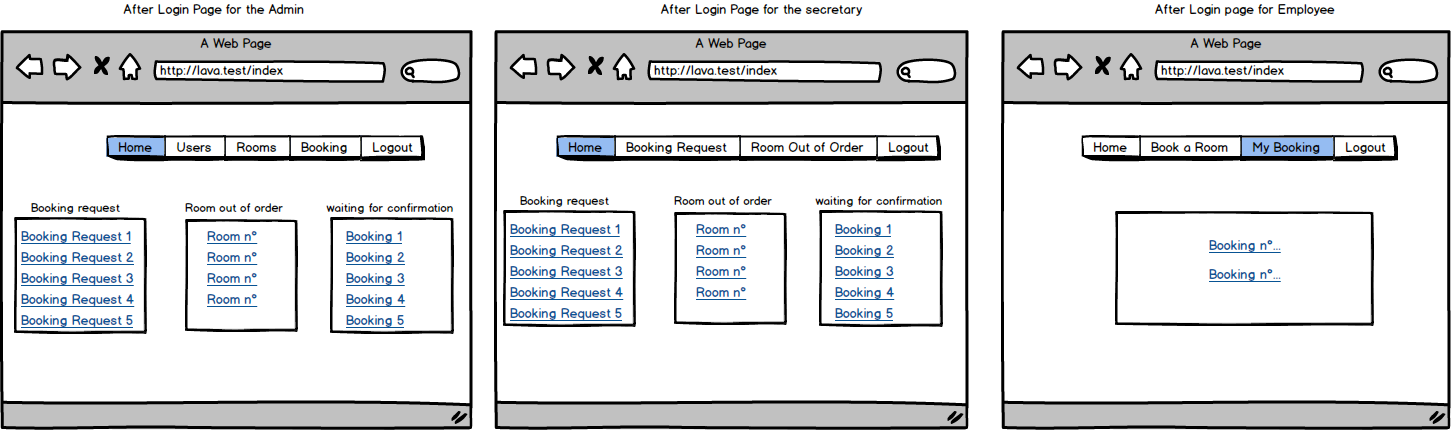 After Login Page for the Admin
A Web Page
http://lava.test/index
Home Users Rooms Booking Logout
Booking request
Booking Request 1
Booking Request 2
Booking Request 3
Booking Request 4
Booking Request 5
Room out of order
Room n°
Room n°
Room n°
Room n°
waiting for confirmation
Booking 1
Booking 2
Booking 3
Booking 4
Booking 5
After Login Page for the secretary
A Web Page
http://lava.test/index
Home Booking Request Room Out of Order Logout
Booking request
Booking Request 1
Booking Request 2
Booking Request 3
Booking Request 4
Booking Request 5
Room out of order
Room n°
Room n°
Room n°
Room n°
waiting for confirmation
Booking 1
Booking 2
Booking 3
Booking 4
Booking 5
After Login page for Employee
A Web Page
http://lava.test/index
Home Book a Room My Booking Logout
Booking n°...
Booking n°...